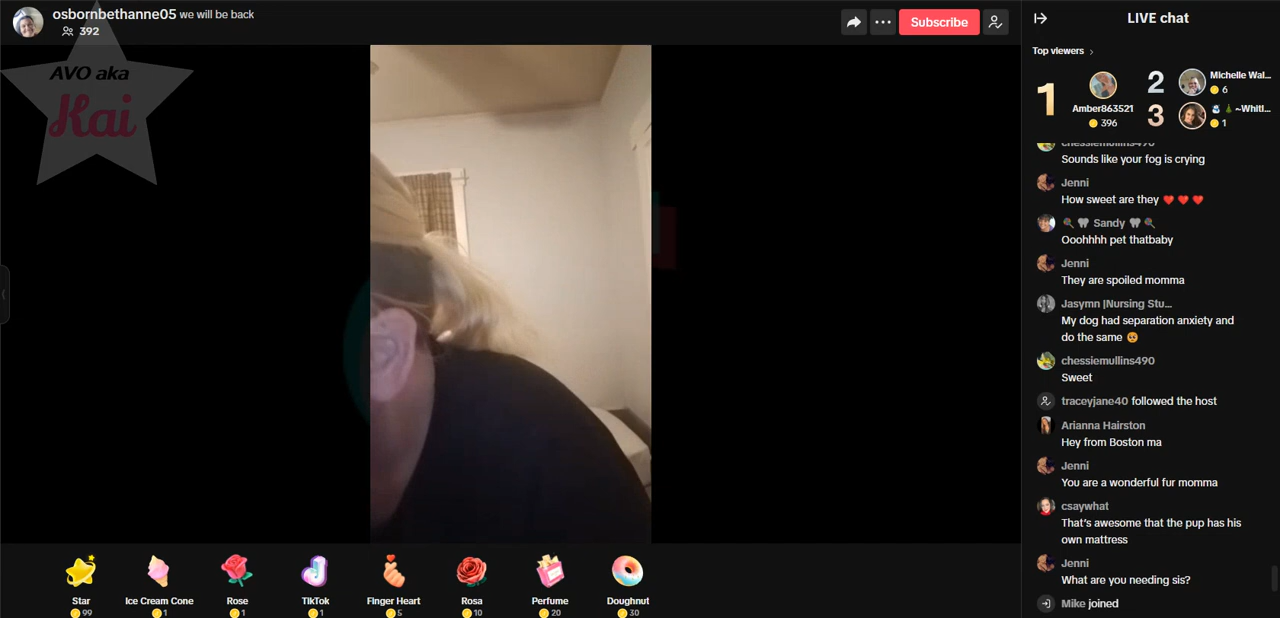 osbornbethanne05 we will be back
392
Subscribe
AVO aka
Kai
LIVE chat
Top viewers
1
Amber863521
396
2
Michelle Wal...
6
3
~Whitl...
1
chessiemullins490
Sounds like your fog is crying
Jenni
How sweet are they ❤️❤️❤️
Sandy
Ooohhhh pet thatbaby
Jenni
They are spoiled momma
Jasymn |Nursing Stu...
My dog had separation anxiety and
do the same 🥺
chessiemullins490
Sweet
traceyjane40 followed the host
Arianna Hairston
Hey from Boston ma
Jenni
You are a wonderful fur momma
csaywhat
That's awesome that the pup has his
own mattress
Jenni
What are you needing sis?
Mike joined
Star
99
Ice Cream Cone
1
Rose
1
TikTok
1
Finger Heart
5
Rosa
10
Perfume
20
Doughnut
30